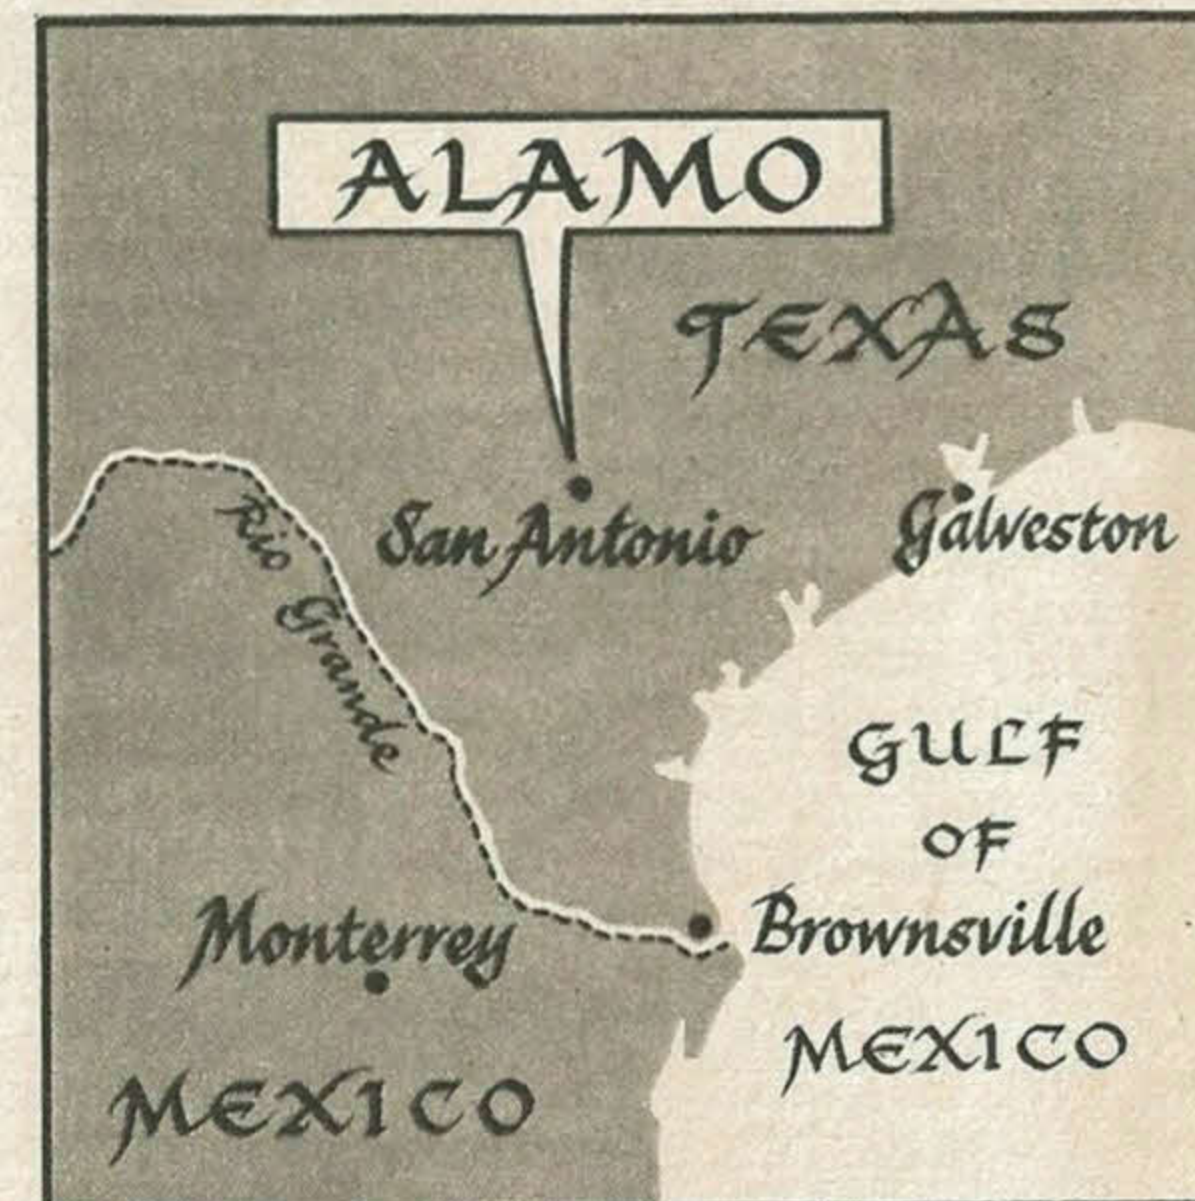 ALAMO
TEXAS
San Antonio
Galveston
Rio Grande
GULF
OF
MEXICO
Brownsville
Monterrey
MEXICO